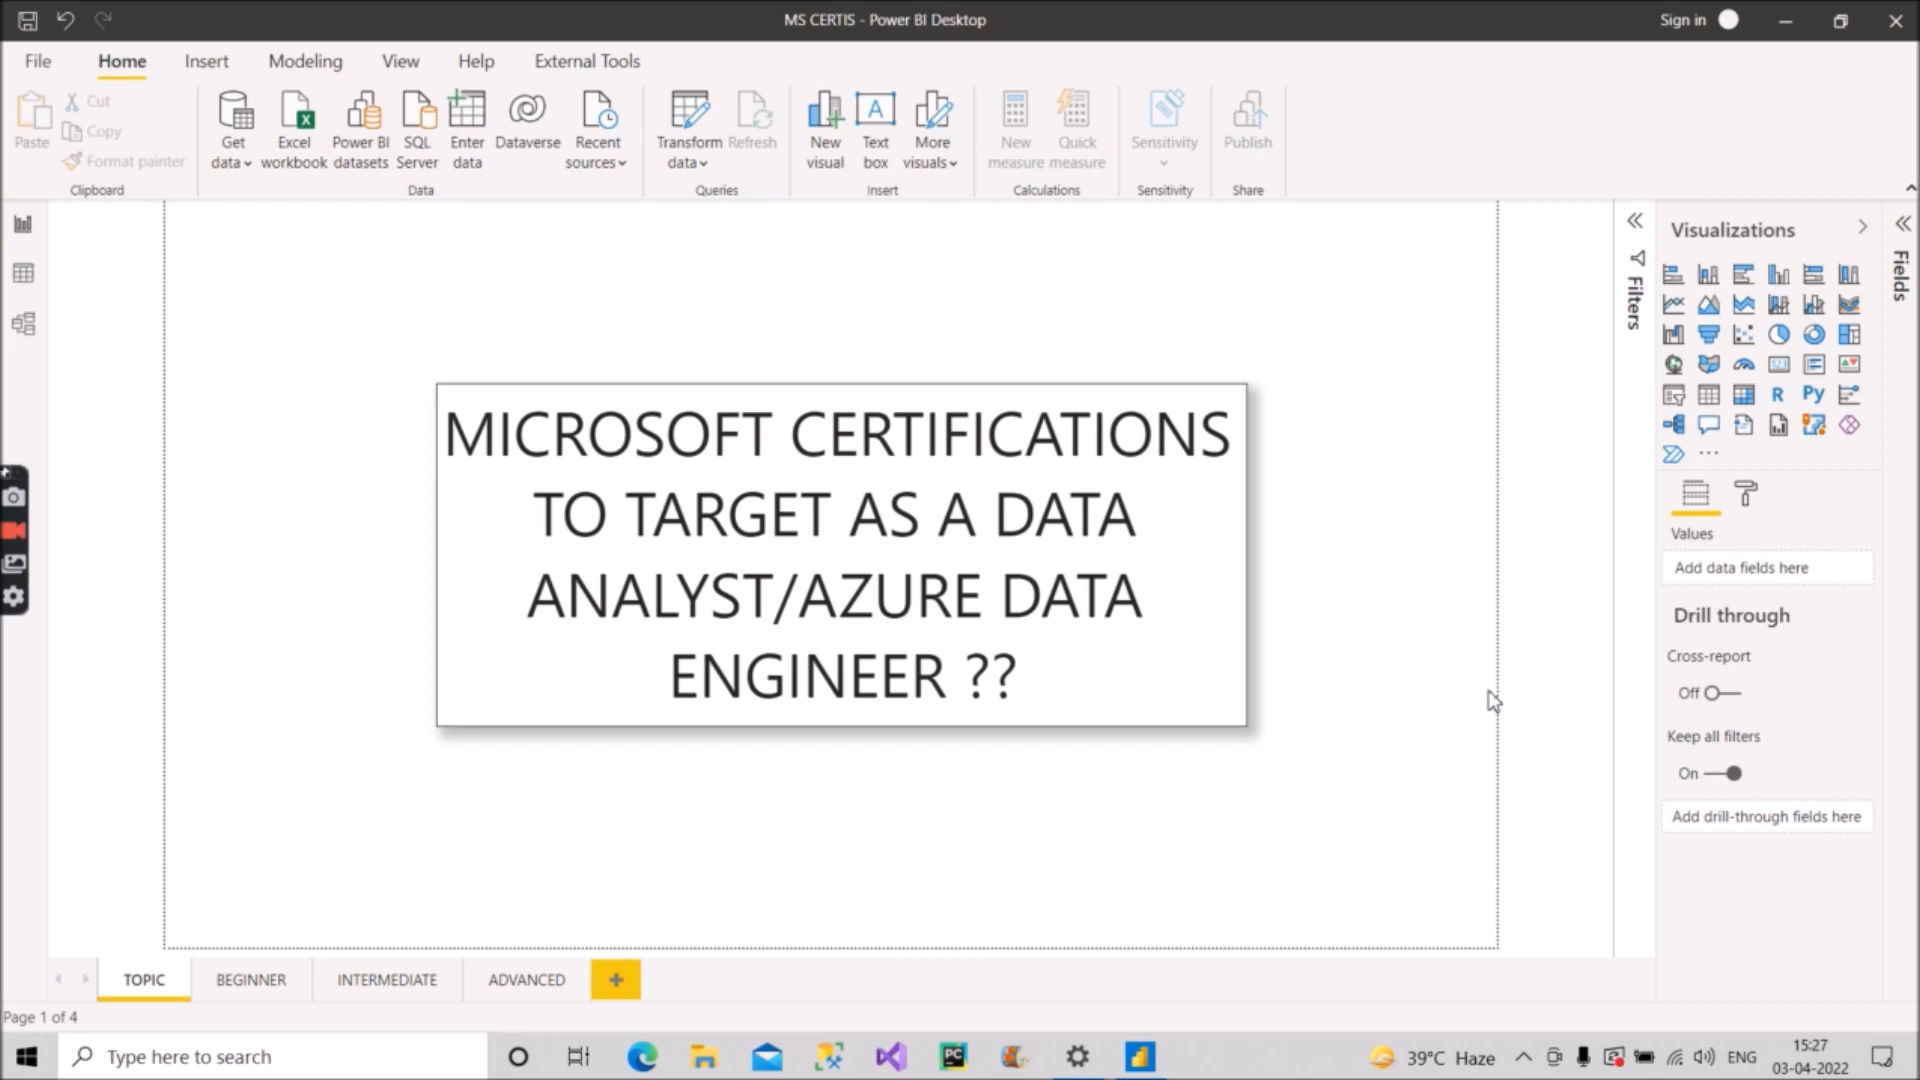 MS CERTIS - Power BI Desktop
Sign in
File Home Insert Modeling View Help External Tools
Paste
Cut
Copy
Format painter
Clipboard
Get data
Excel workbook
Power BI datasets
SQL Server
Enter data
Dataverse
Recent sources
Data
Transform data
Refresh
Queries
New visual
Text box
More visuals
Insert
New measure
Quick measure
Calculations
Sensitivity
Sensitivity
Publish
Share
MICROSOFT CERTIFICATIONS
TO TARGET AS A DATA
ANALYST/AZURE DATA
ENGINEER ??
Filters
Visualizations
R
Py
Values
Add data fields here
Drill through
Cross-report
Off
Keep all filters
On
Add drill-through fields here
Fields
TOPIC BEGINNER INTERMEDIATE ADVANCED
Page 1 of 4
Type here to search
PC
39°C Haze
ENG
15:27
03-04-2022